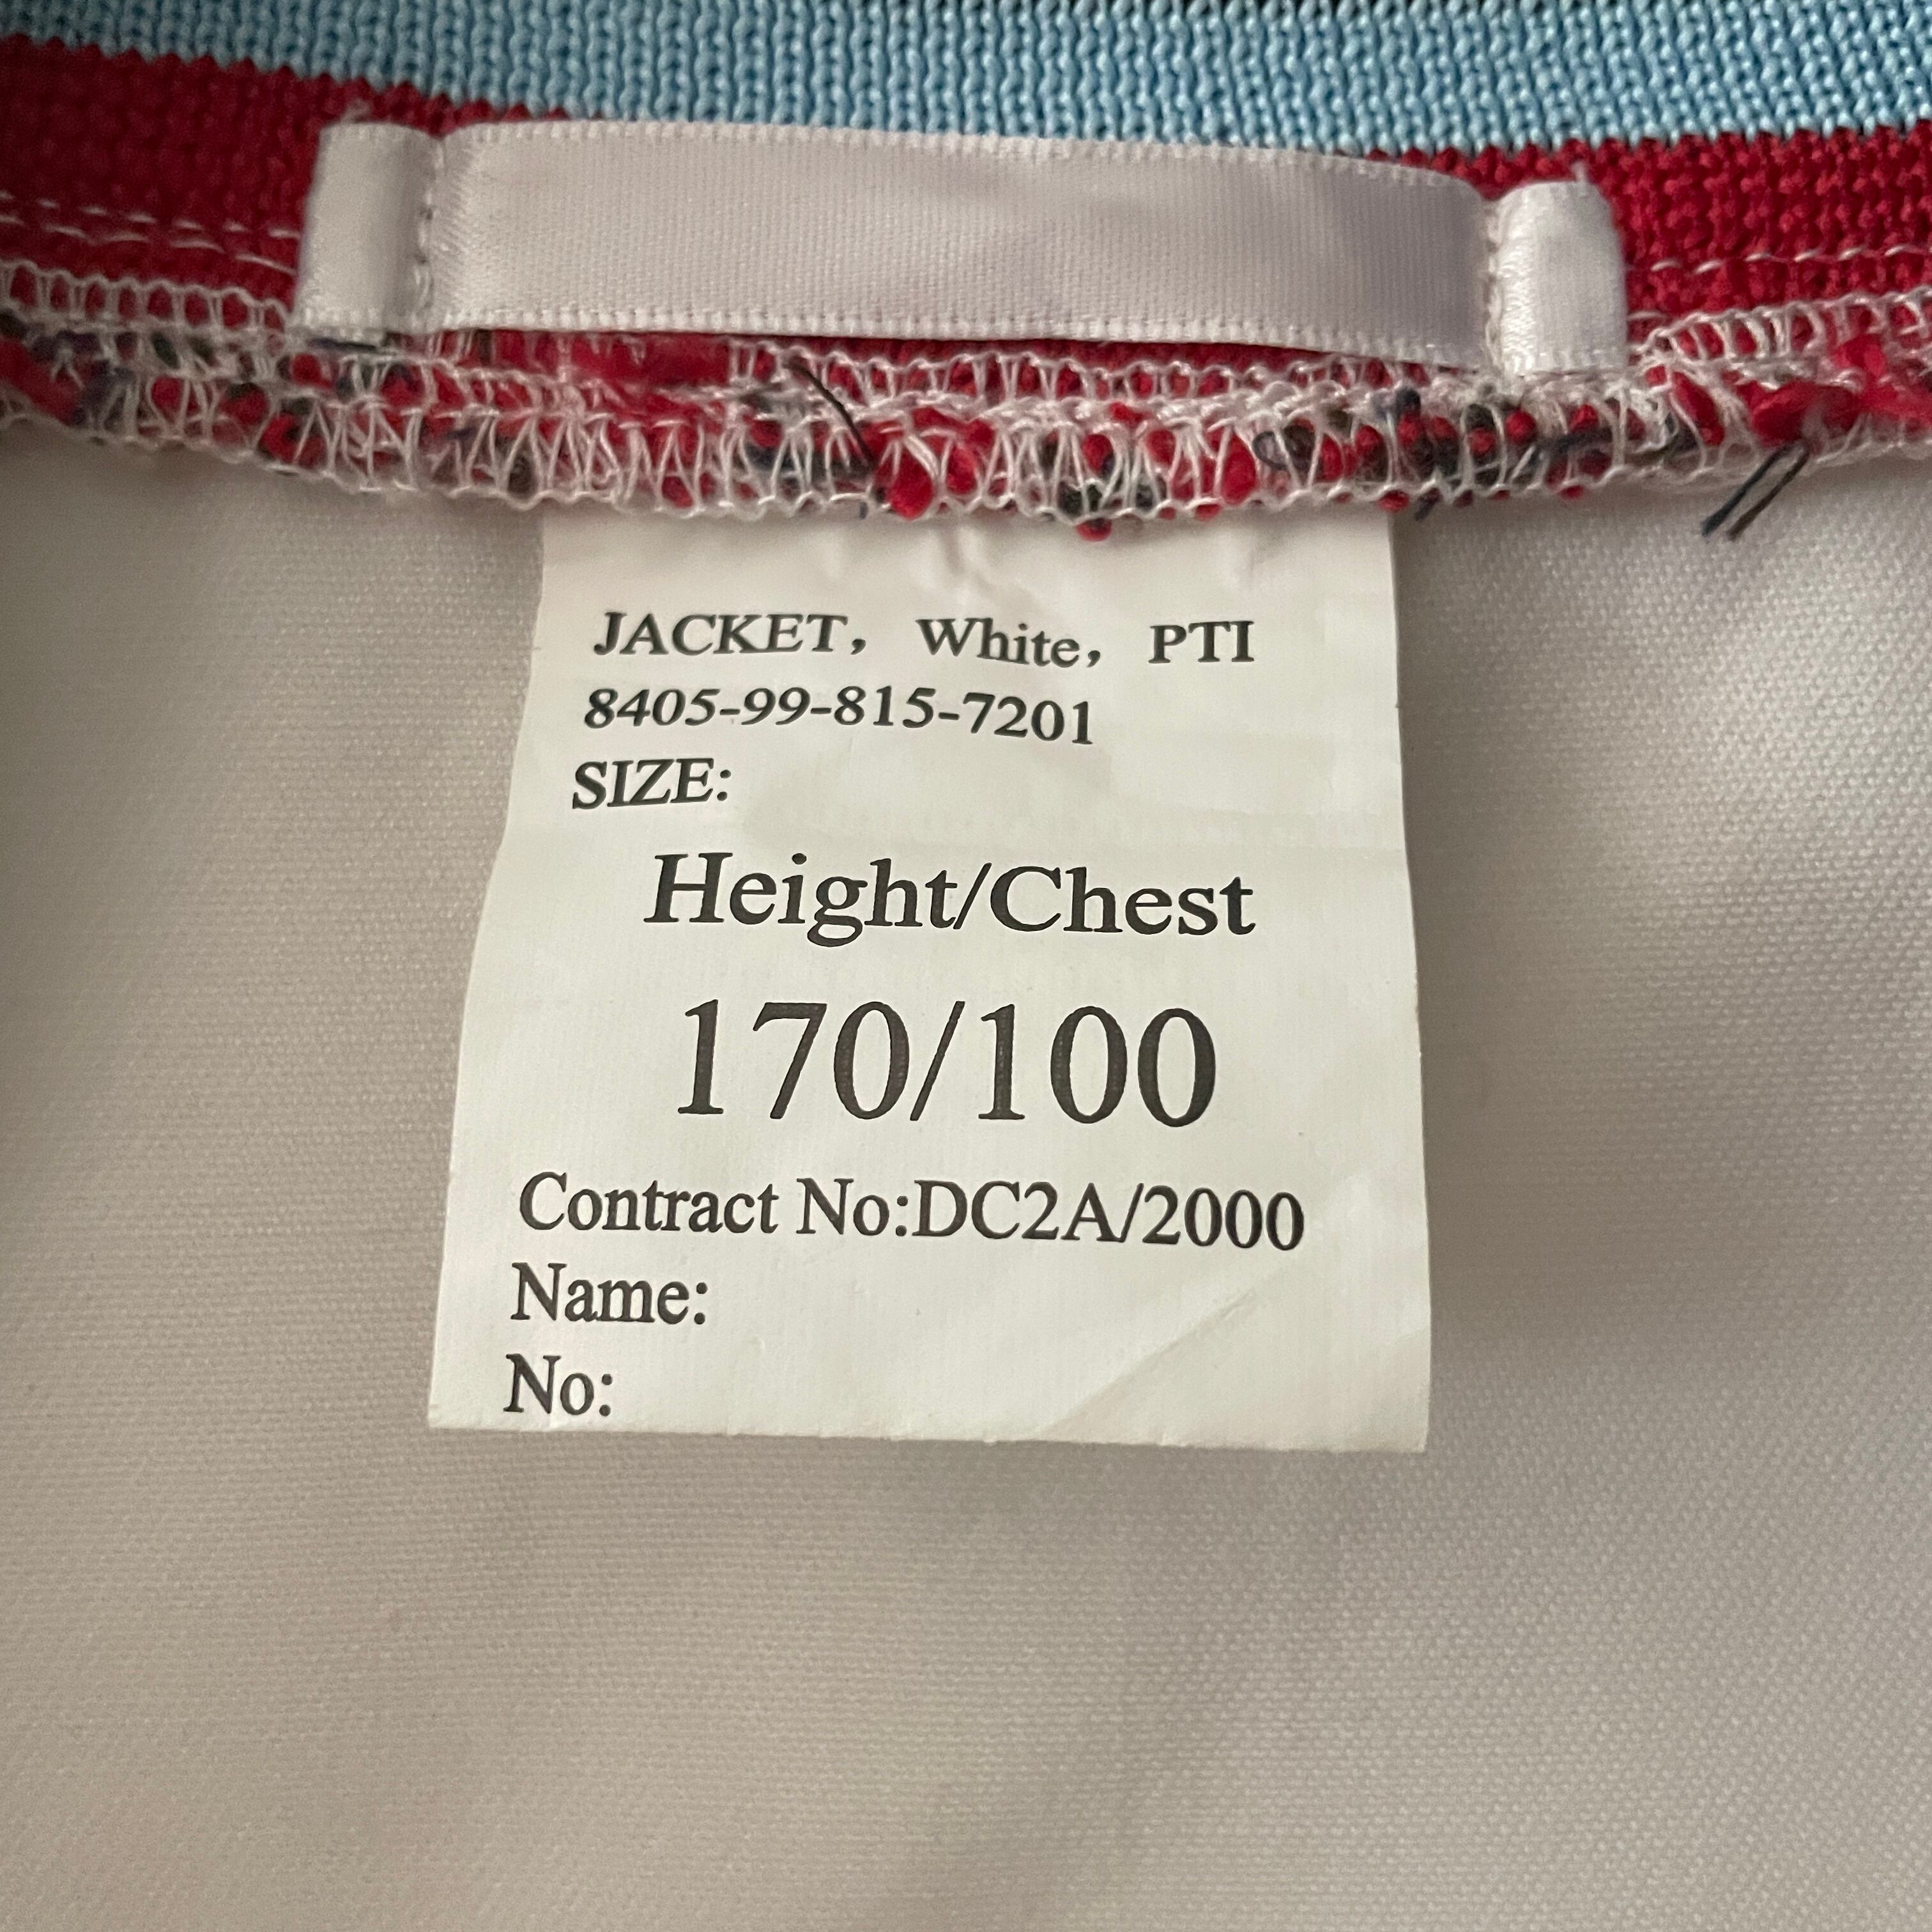 JACKET, White, PTI
8405-99-815-7201
SIZE:
Height/Chest
170/100
Contract No:DC2A/2000
Name:
No: